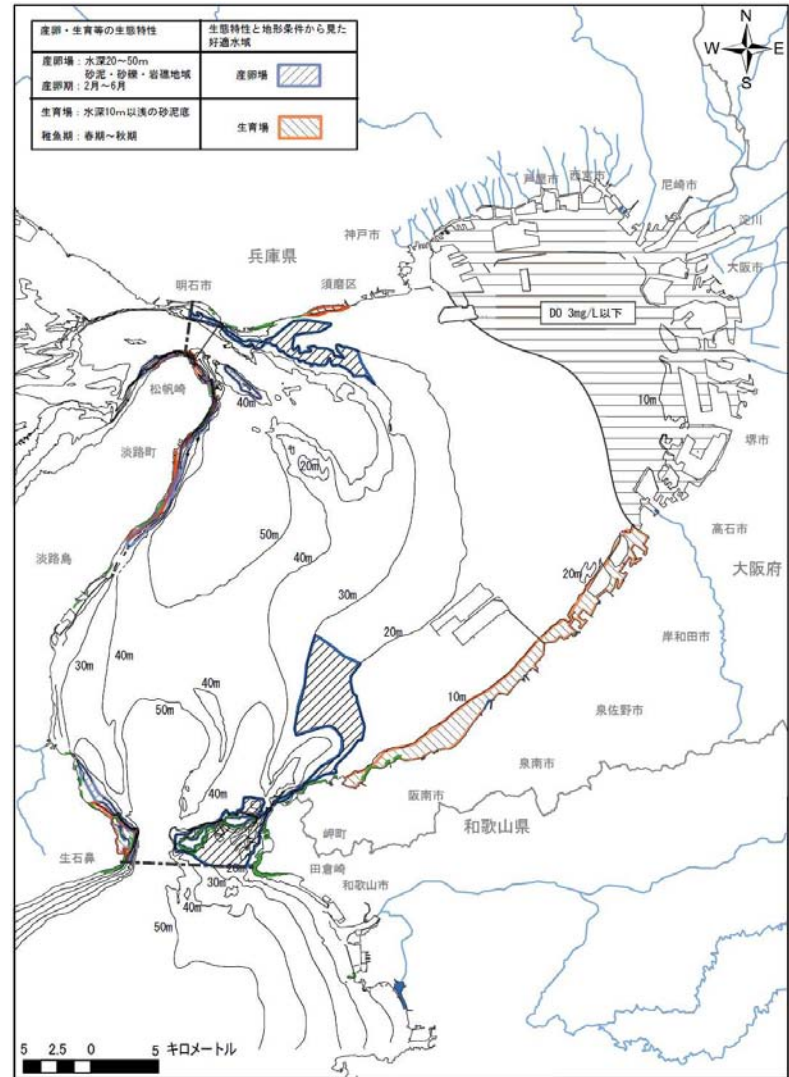 産卵・生育等の生態特性
生態特性と地形条件から見た
好適水域
産卵場：水深20～50m
砂泥・砂礫・岩礁地域
産卵期：2月～6月
産卵場
生育場：水深10m以浅の砂泥底
稚魚期：春期～秋期
生育場
N
W
E
S
芦屋市
西宮市
尼崎市
神戸市
淀川
兵庫県
大阪市
明石市
須磨区
DO 3mg/L以下
松帆崎
40m
10m
淡路町
堺市
20m
50m
高石市
淡路島
40m
20m
大阪府
30m
20m
岸和田市
30m
40m
40m
10m
50m
泉佐野市
泉南市
40m
阪南市
岬町
和歌山県
生石鼻
20m
田倉崎
30m
和歌山市
40m
50m
5
2.5
0
5
キロメートル